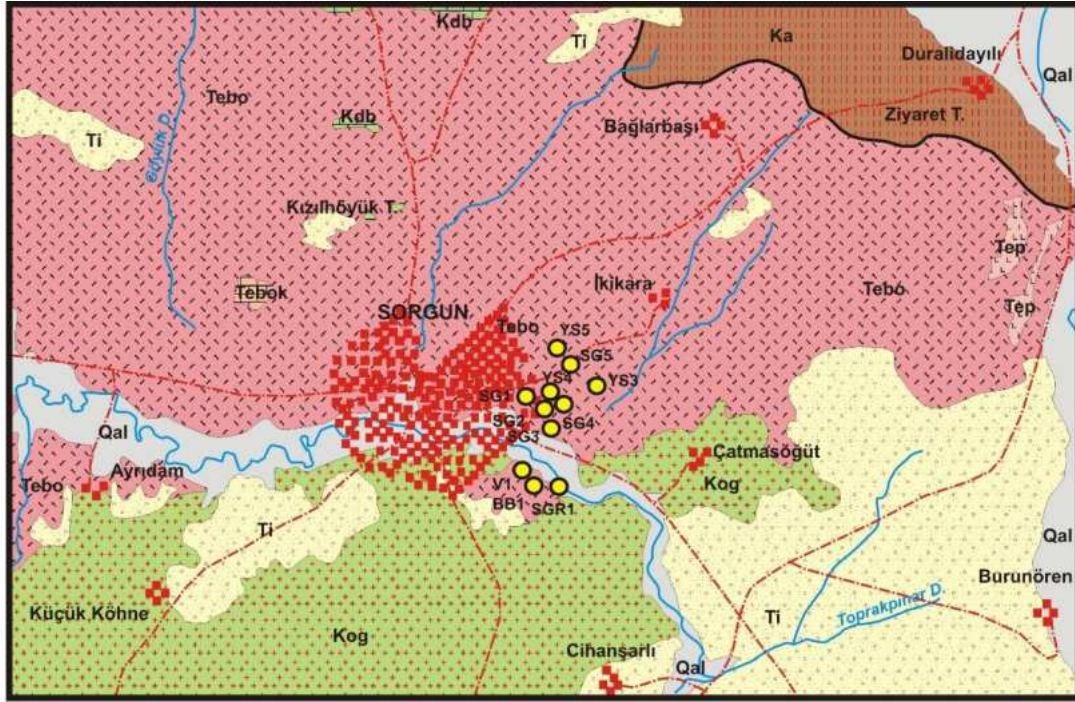 Kdb
Ti
Ka
Duralidayılı
Qal
Tebo
Kdb
Ziyaret T.
Ti
Bağlarbaşı
Kızılhöyük T.
Tep
Tebok
İkikara
Tebo
SORGUN
Tep
Tebo
YS5
SG5
YS4
YS3
SG1
SG2
SG4
SG3
Qal
Çatmasöğüt
Ayrıdam
Tebo
V1
Kog
BB1
SGR1
Ti
Qal
Burunören
Küçük Köhne
Toprakpınar D.
Ti
Kog
Cihanşarlı
Qal